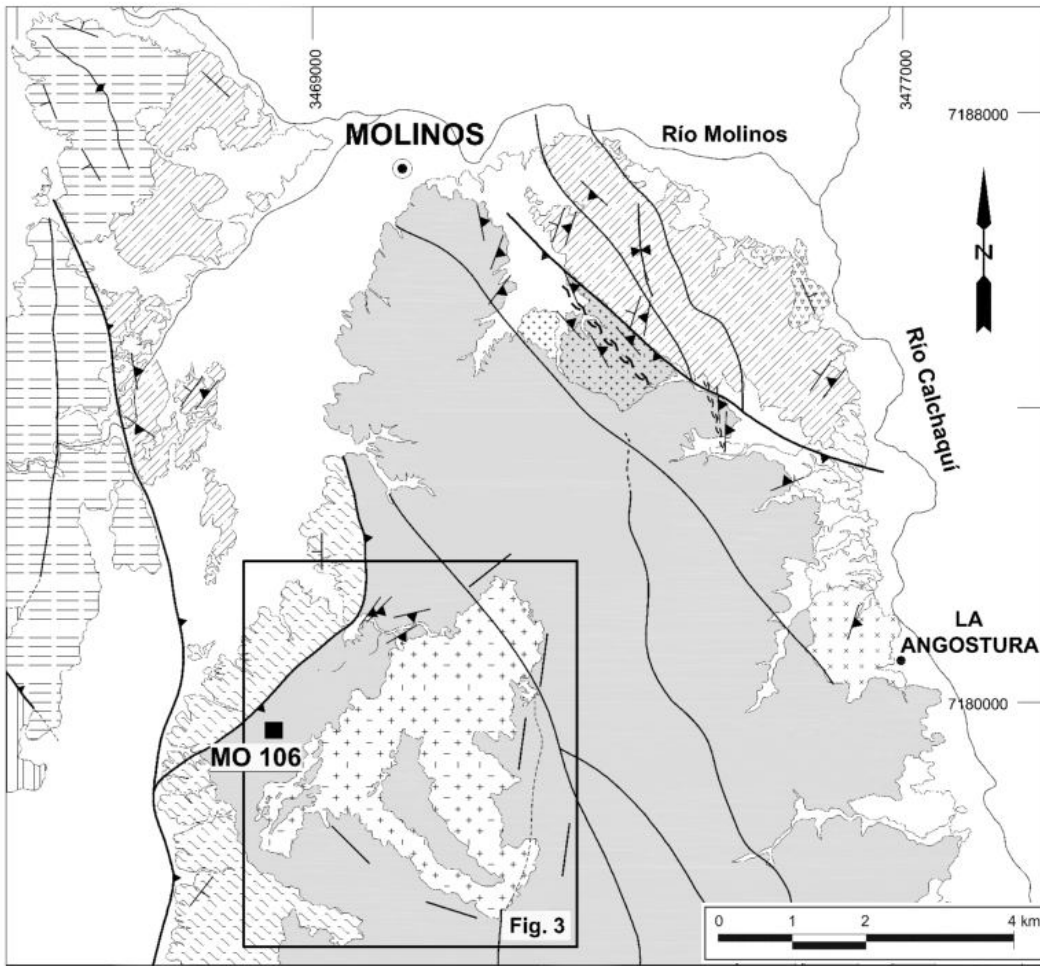 3469000
3477000
7188000
MOLINOS
Río Molinos
N
Río Calchaquí
LA
ANGOSTURA
7180000
MO 106
Fig. 3
0 1 2 4 km